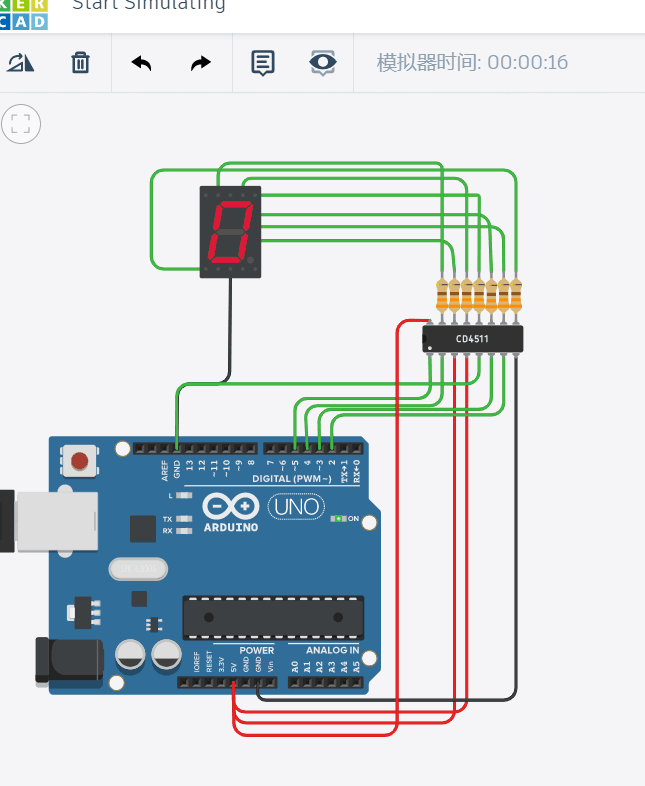 KER
CAD
Start Simulating
模拟器时间: 00:00:16
CD4511
AREF
GND
13
12
~11
~10
~9
8
7
~6
~5
4
~3
2
TX→1
RX←0
DIGITAL (PWM~)
L
TX
RX
ARDUINO
UNO
ON
POWER
ANALOG IN
IOREF
RESET
3.3V
5V
GND
GND
Vin
A0
A1
A2
A3
A4
A5